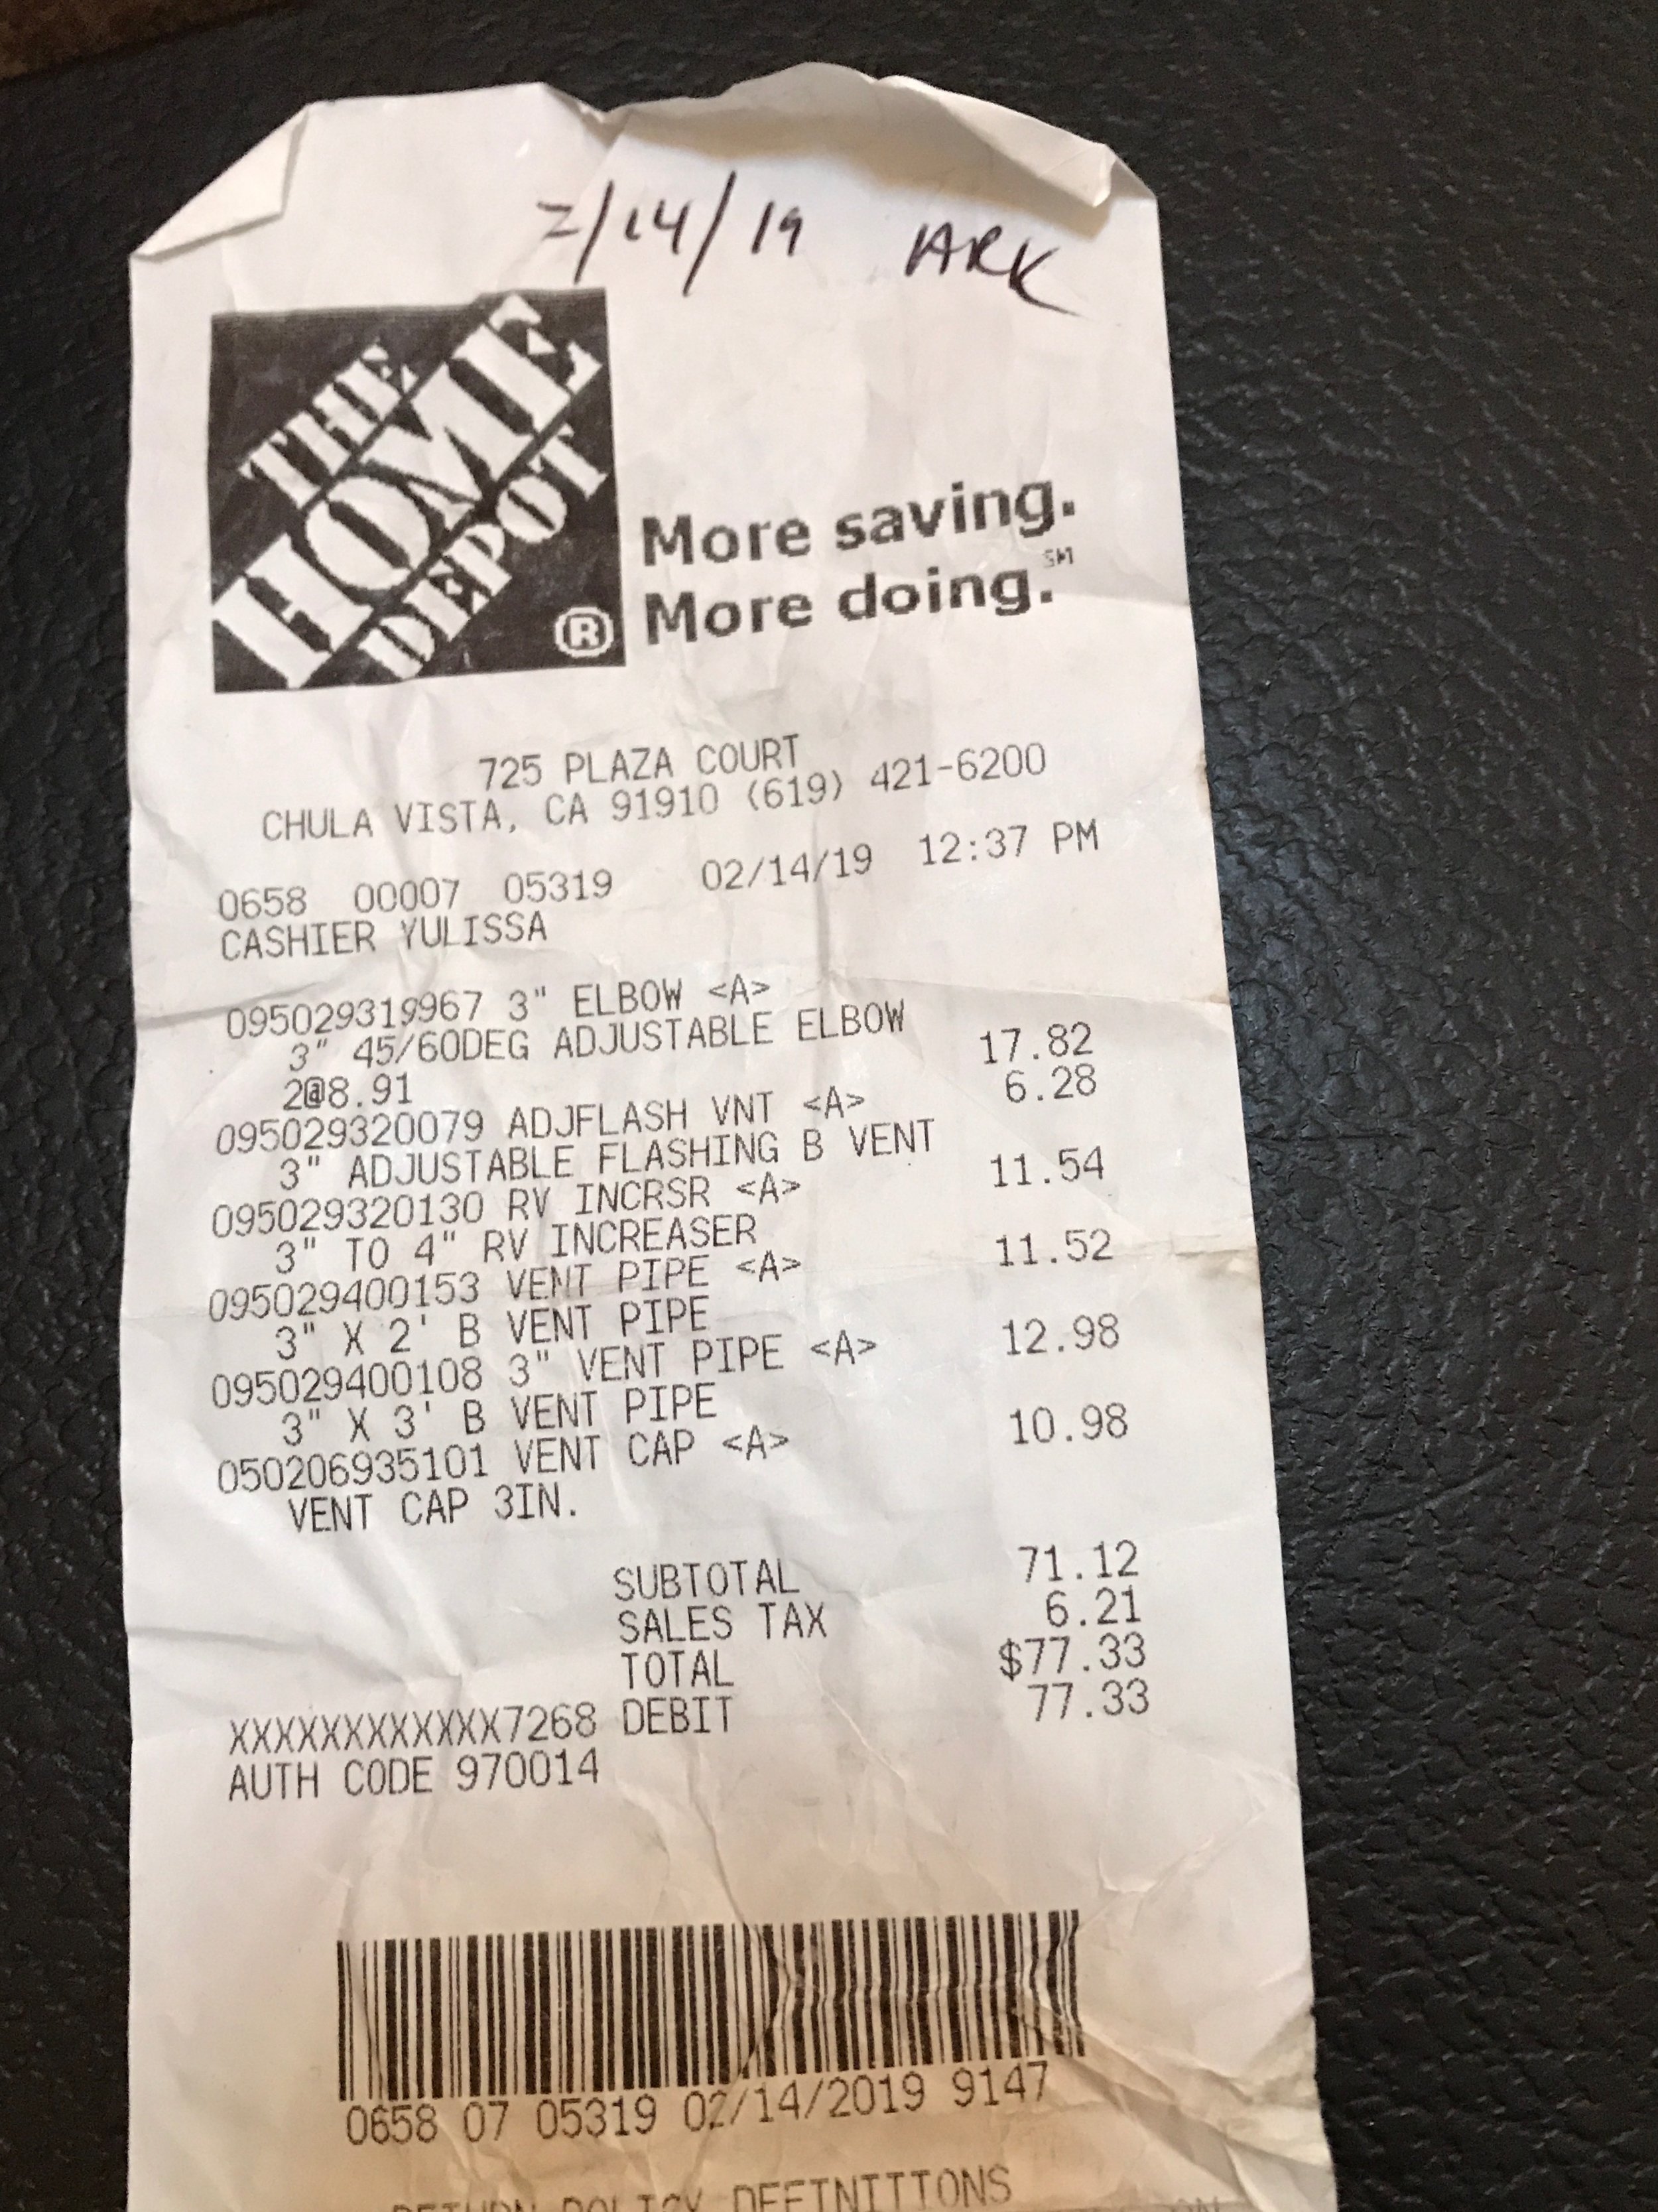 2/14/19 ARK
THE
HOME
DEPOT
®
More saving.
More doing.℠
725 PLAZA COURT
CHULA VISTA, CA 91910 (619) 421-6200
0658 00007 05319 02/14/19 12:37 PM
CASHIER YULISSA
095029319967 3" ELBOW <A>
3" 45/60DEG ADJUSTABLE ELBOW
2@8.91 17.82
095029320079 ADJFLASH VNT <A> 6.28
3" ADJUSTABLE FLASHING B VENT
095029320130 RV INCRSR <A> 11.54
3" TO 4" RV INCREASER
095029400153 VENT PIPE <A> 11.52
3" X 2' B VENT PIPE
095029400108 3" VENT PIPE <A> 12.98
3" X 3' B VENT PIPE
050206935101 VENT CAP <A> 10.98
VENT CAP 3IN.
SUBTOTAL 71.12
SALES TAX 6.21
TOTAL $77.33
XXXXXXXXXXXX7268 DEBIT 77.33
AUTH CODE 970014
0658 07 05319 02/14/2019 9147
RETURN POLICY DEFINITIONS